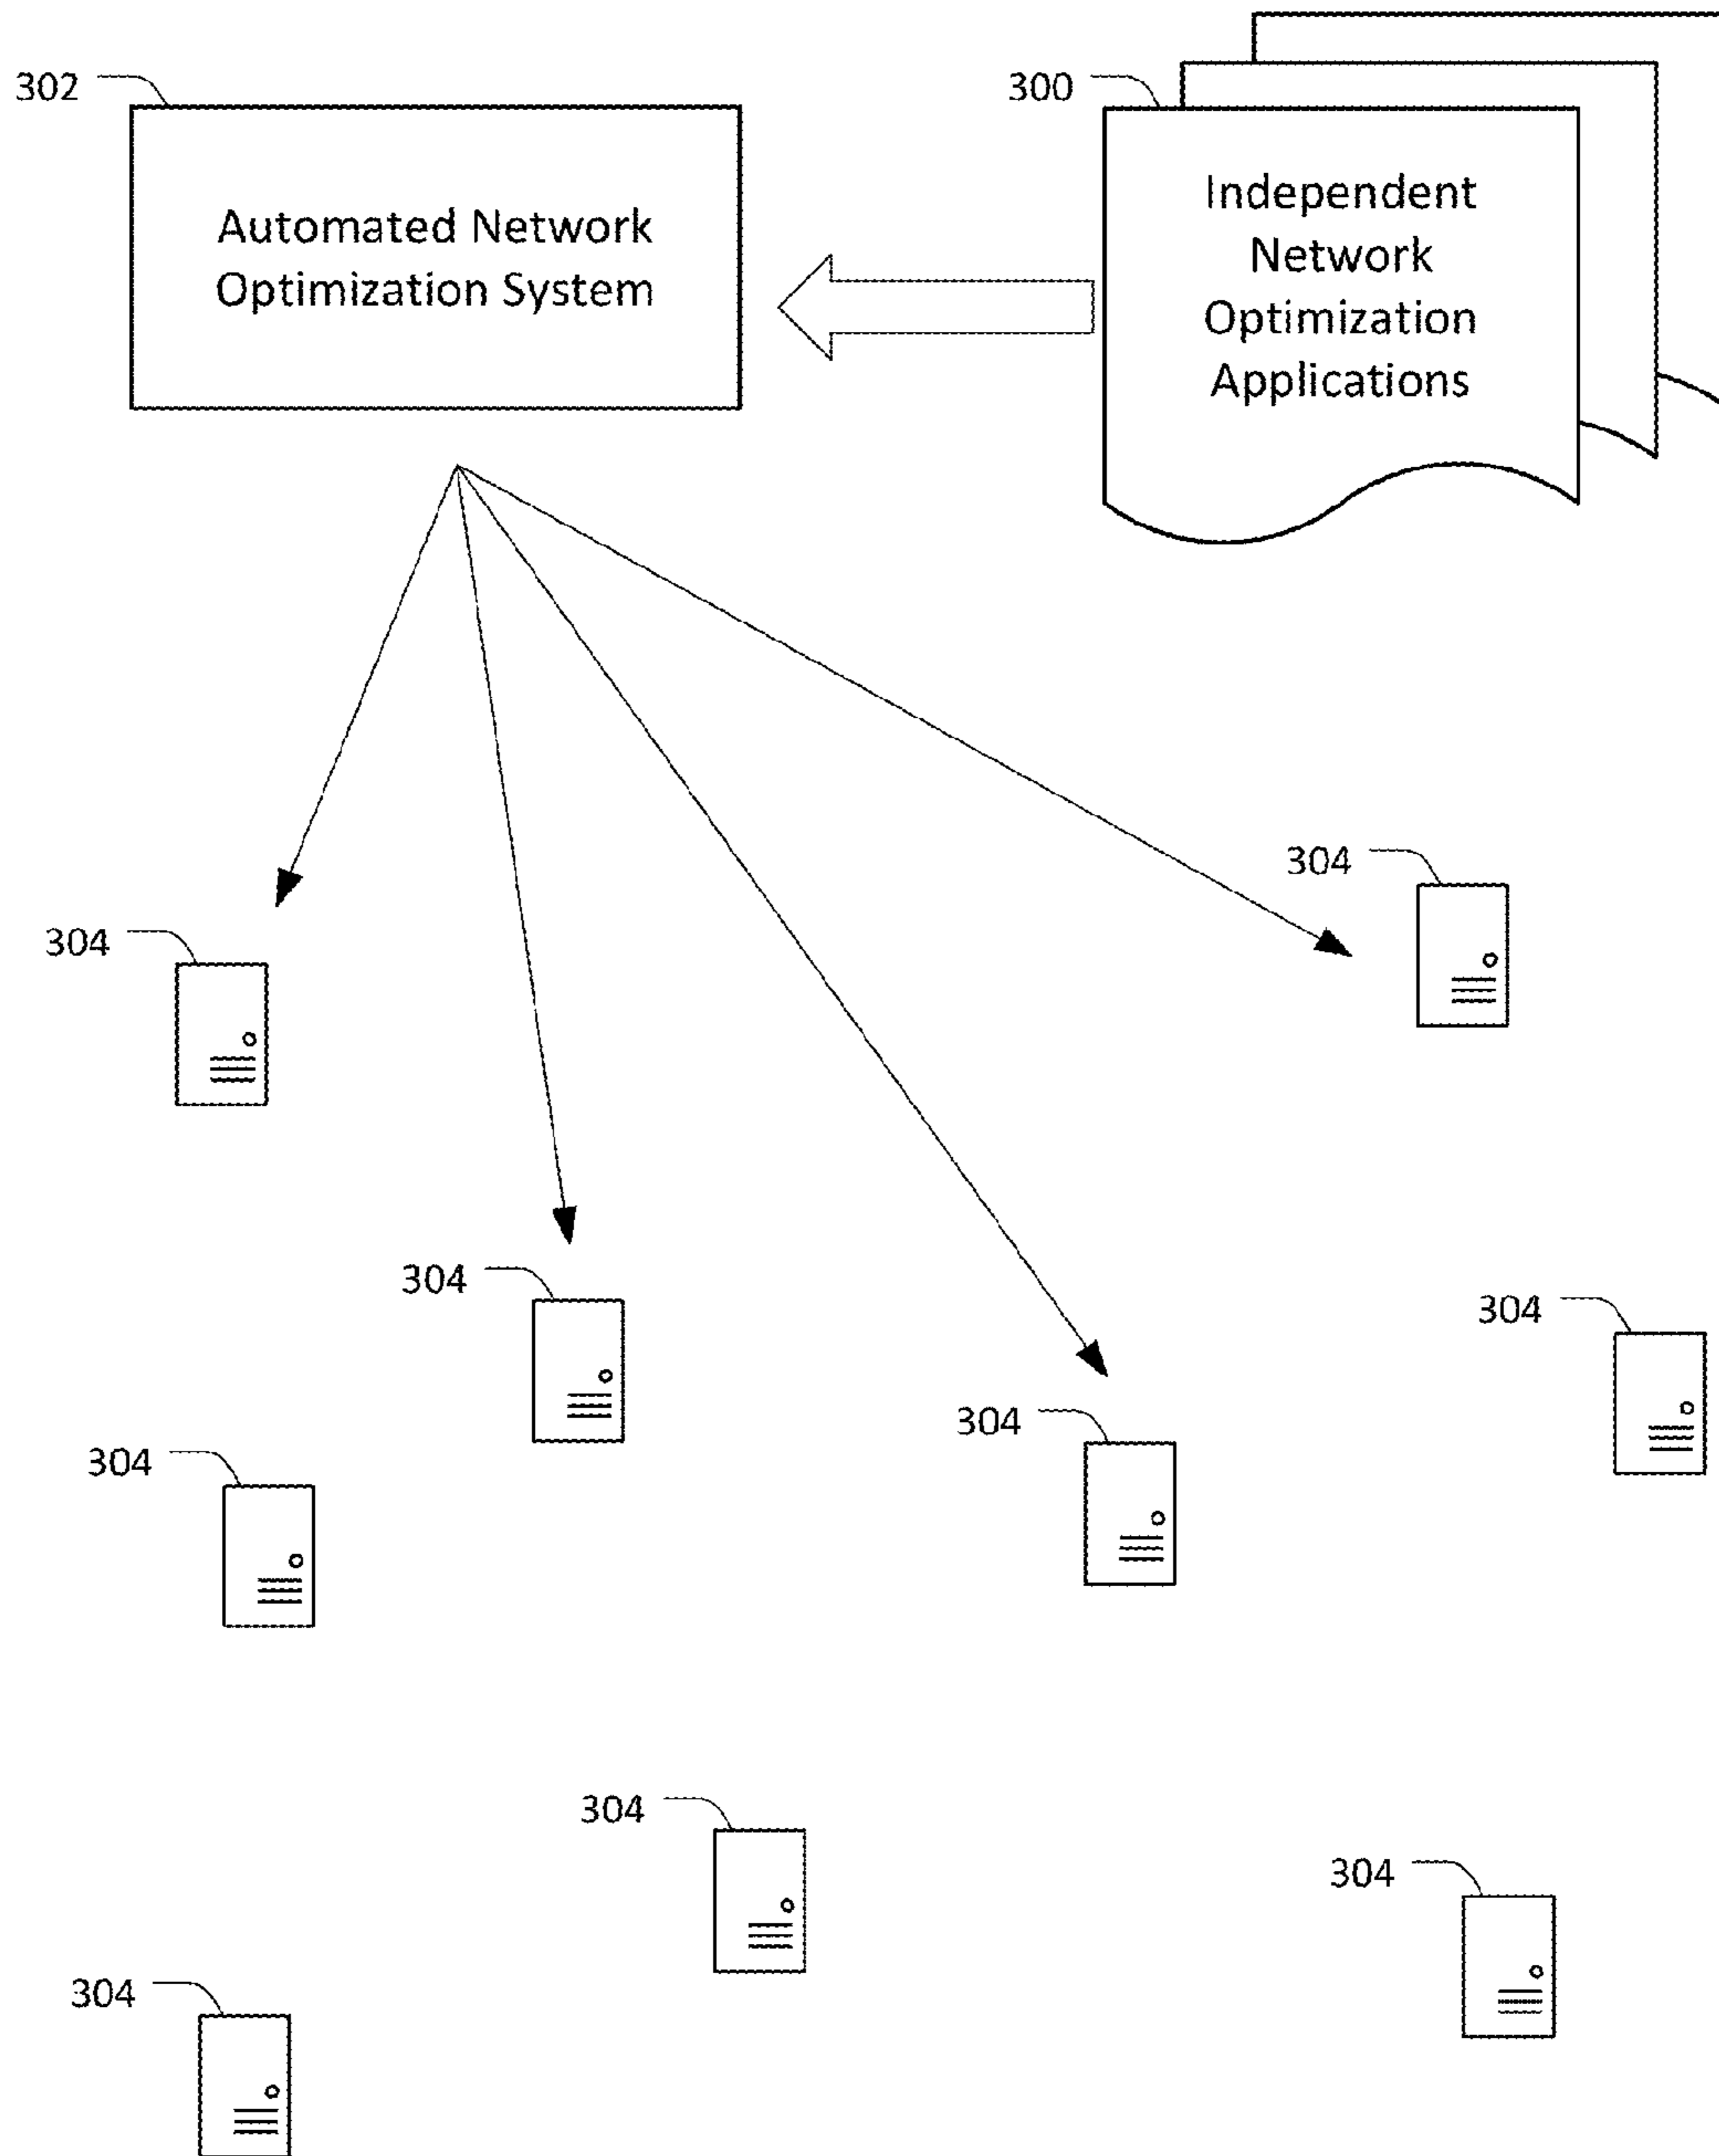 302
300
Automated Network
Optimization System
Independent
Network
Optimization
Applications
304
304
304
304
304
304
304
304
304